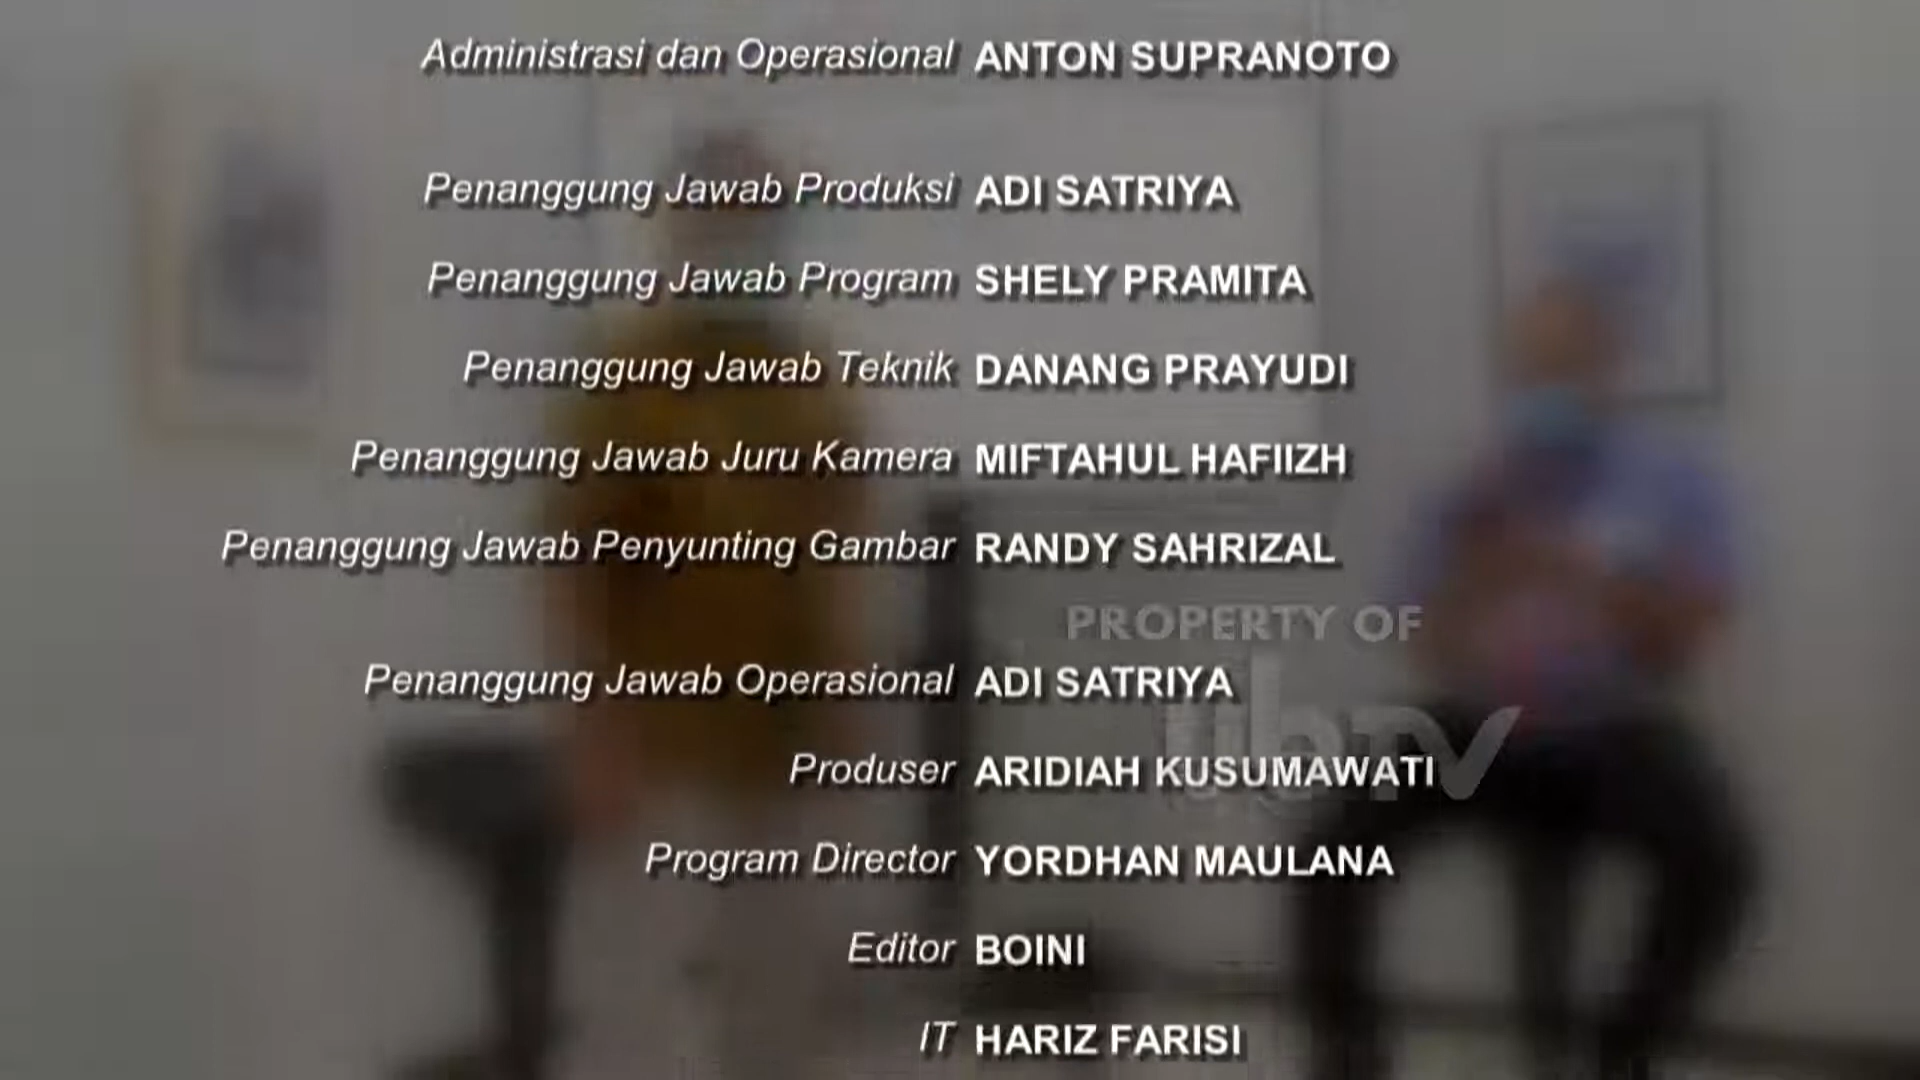 Administrasi dan Operasional ANTON SUPRANOTO
Penanggung Jawab Produksi ADI SATRIYA
Penanggung Jawab Program SHELY PRAMITA
Penanggung Jawab Teknik DANANG PRAYUDI
Penanggung Jawab Juru Kamera MIFTAHUL HAFIIZH
Penanggung Jawab Penyunting Gambar RANDY SAHRIZAL
PROPERTY OF
Penanggung Jawab Operasional ADI SATRIYA
ubTV
Produser ARIDIAH KUSUMAWATI
Program Director YORDHAN MAULANA
Editor BOINI
IT HARIZ FARISI